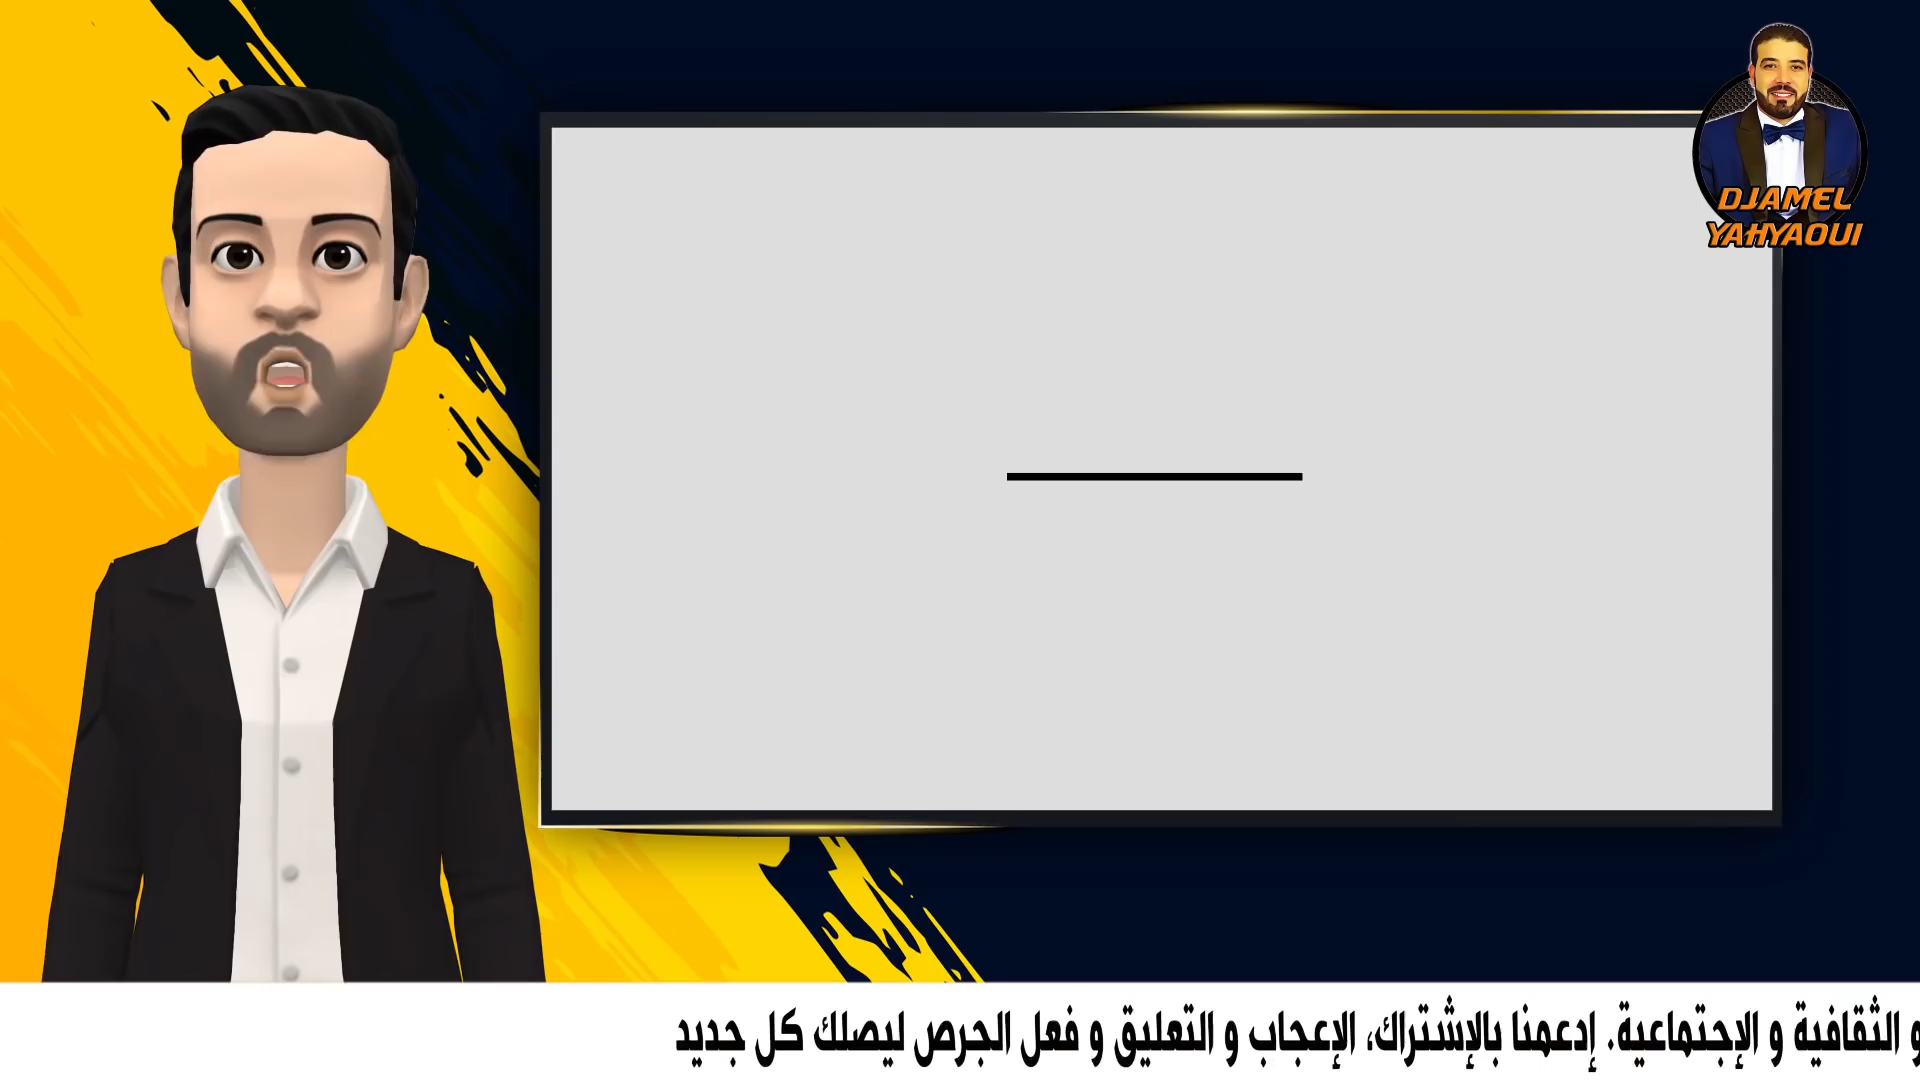 DJAMEL
YAHYAOUI
و الثقافية و الإجتماعية. إدعمنا بالإشتراك، الإعجاب و التعليق و فعل الجرص ليصلك كل جديد